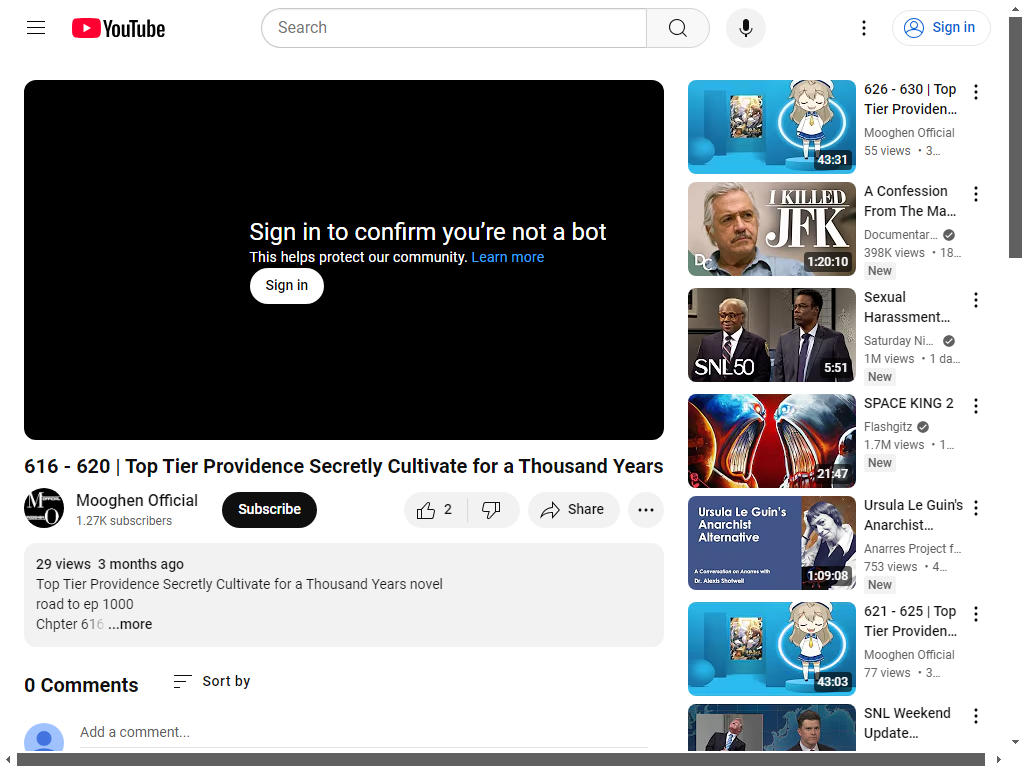 YouTube
Search
Sign in
Sign in to confirm you’re not a bot
This helps protect our community. Learn more
Sign in
616 - 620 | Top Tier Providence Secretly Cultivate for a Thousand Years
Mooghen Official
1.27K subscribers
Subscribe
2
Share
29 views 3 months ago
Top Tier Providence Secretly Cultivate for a Thousand Years novel
road to ep 1000
Chpter 616 ...more
0 Comments
Sort by
Add a comment...
43:31
626 - 630 | Top
Tier Providen...
Mooghen Official
55 views • 3...
I KILLED
JFK
DC
1:20:10
A Confession
From The Ma...
Documentar...
398K views • 18...
New
SNL50
5:51
Sexual
Harassment...
Saturday Ni...
1M views • 1 da...
New
21:47
SPACE KING 2
Flashgitz
1.7M views • 1...
New
Ursula Le Guin's
Anarchist
Alternative
A Conversation on Anarres with
Dr. Alexis Shotwell
1:09:08
Ursula Le Guin's
Anarchist...
Anarres Project f...
753 views • 4...
New
43:03
621 - 625 | Top
Tier Providen...
Mooghen Official
77 views • 3...
SNL Weekend
Update...